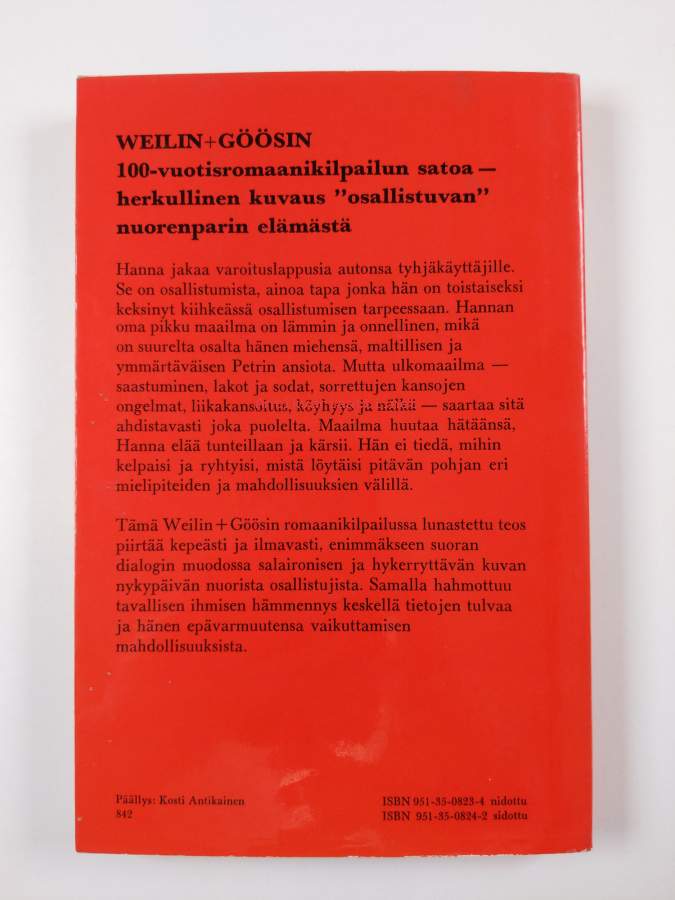 WEILIN+GÖÖSIN
100-vuotisromaanikilpailun satoa —
herkullinen kuvaus ”osallistuvan”
nuorenparin elämästä
Hanna jakaa varoituslappusia autonsa tyhjäkäyttäjille.
Se on osallistumista, ainoa tapa jonka hän on toistaiseksi
keksinyt kiihkeässä osallistumisen tarpeessaan. Hannan
oma pikku maailma on lämmin ja onnellinen, mikä
on suurelta osalta hänen miehensä, maltillisen ja
ymmärtäväisen Petrin ansiota. Mutta ulkomaailma —
saastuminen, lakot ja sodat, sorrettujen kansojen
ongelmat, liikakansoitus, köyhyys ja nälkä — saartaa sitä
ahdistavasti joka puolelta. Maailma huutaa hätäänsä,
Hanna elää tunteillaan ja kärsii. Hän ei tiedä, mihin
kelpaisi ja ryhtyisi, mistä löytäisi pitävän pohjan eri
mielipiteiden ja mahdollisuuksien välillä.
Tämä Weilin+Göösin romaanikilpailussa lunastettu teos
piirtää kepeästi ja ilmavasti, enimmäkseen suoran
dialogin muodossa salaironisen ja hykerryttävän kuvan
nykypäivän nuorista osallistujista. Samalla hahmottuu
tavallisen ihmisen hämmennys keskellä tietojen tulvaa
ja hänen epävarmuutensa vaikuttamisen
mahdollisuuksista.
Päällys: Kosti Antikainen
842
ISBN 951-35-0823-4 nidottu
ISBN 951-35-0824-2 sidottu